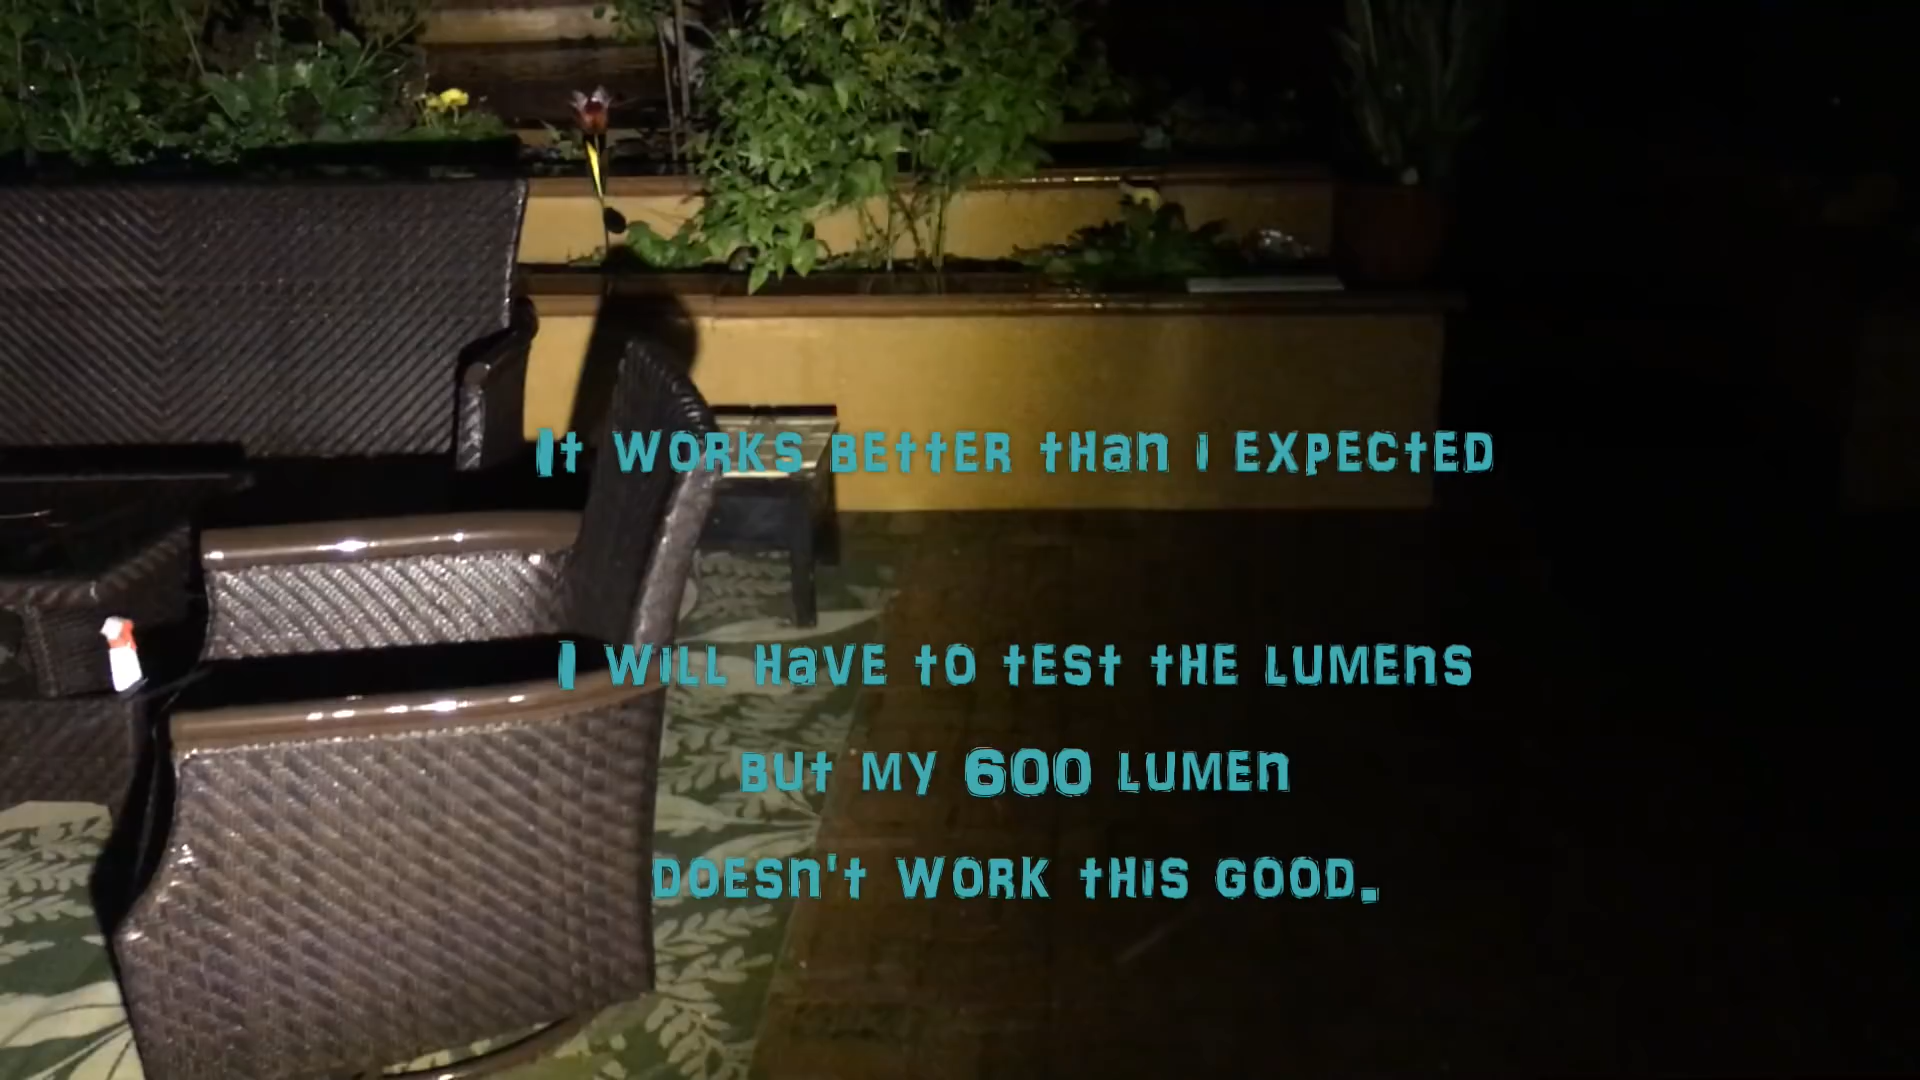 It works better than I expected
I will have to test the lumens
but my 600 lumen
doesn't work this good.